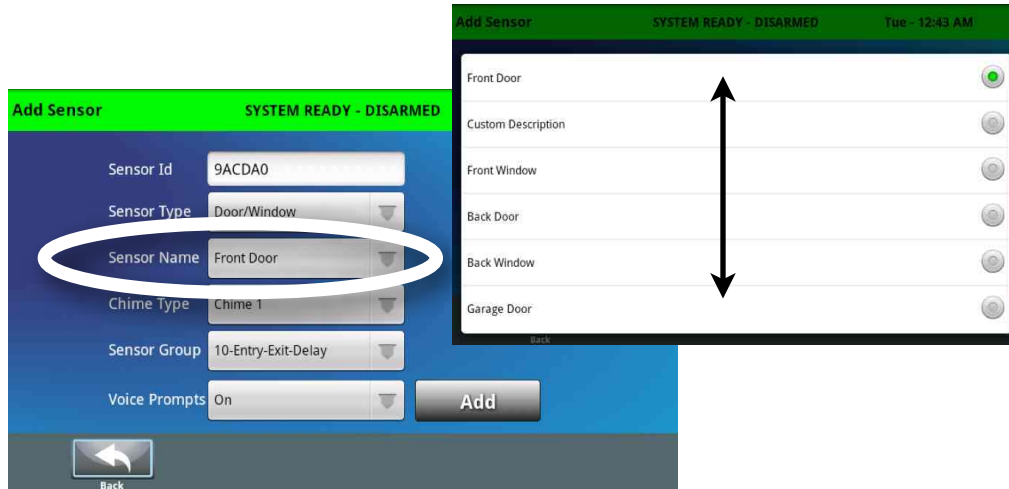 Add Sensor SYSTEM READY - DISARMED Tue - 12:43 AM
Front Door
Custom Description
Front Window
Back Door
Back Window
Garage Door
Back
Add Sensor SYSTEM READY - DISARMED
Sensor Id 9ACDA0
Sensor Type Door/Window
Sensor Name Front Door
Chime Type Chime 1
Sensor Group 10-Entry-Exit-Delay
Voice Prompts On
Add
Back